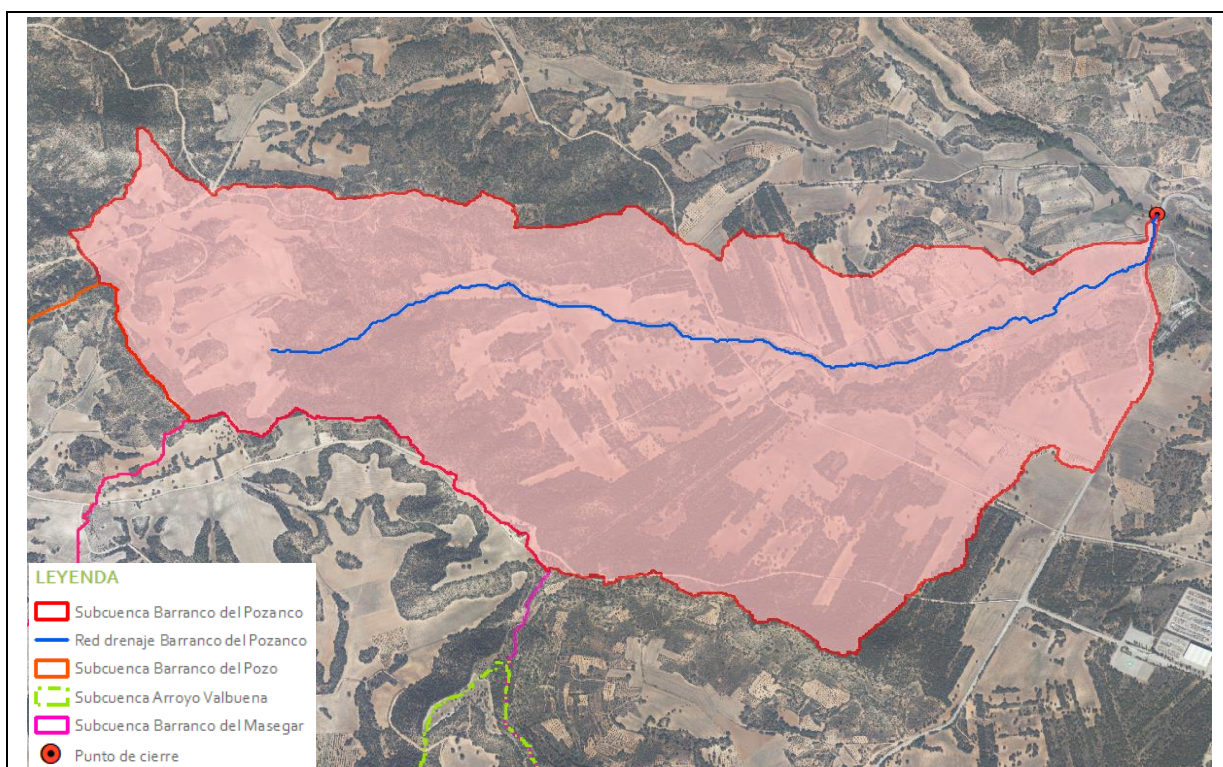 LEYENDA
Subcuenca Barranco del Pozanco
Red drenaje Barranco del Pozanco
Subcuenca Barranco del Pozo
Subcuenca Arroyo Valbuena
Subcuenca Barranco del Masegar
Punto de cierre